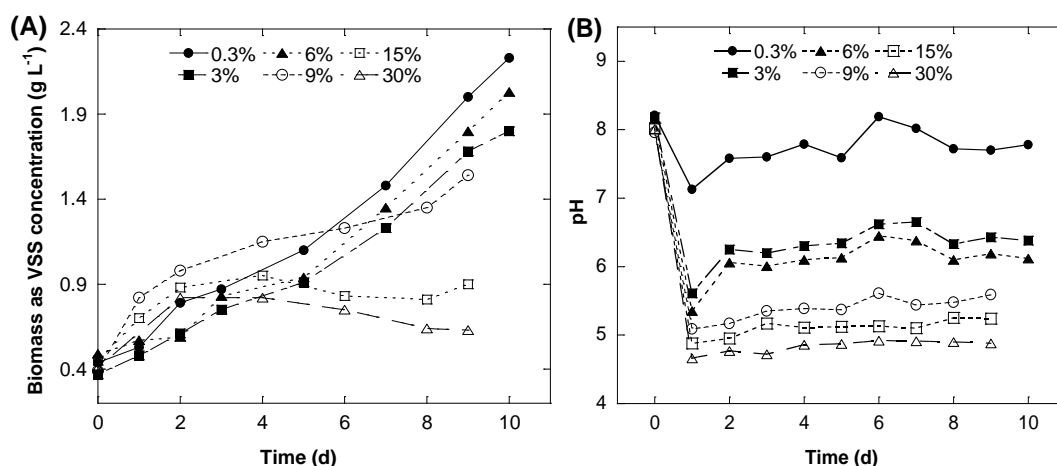 (A)
Biomass as VSS concentration (g L⁻¹)
2.4
1.9
1.4
0.9
0.4
0.3% 6% 15%
3% 9% 30%
0 2 4 6 8 10
Time (d)
(B)
pH
9
8
7
6
5
4
0.3% 6% 15%
3% 9% 30%
0 2 4 6 8 10
Time (d)